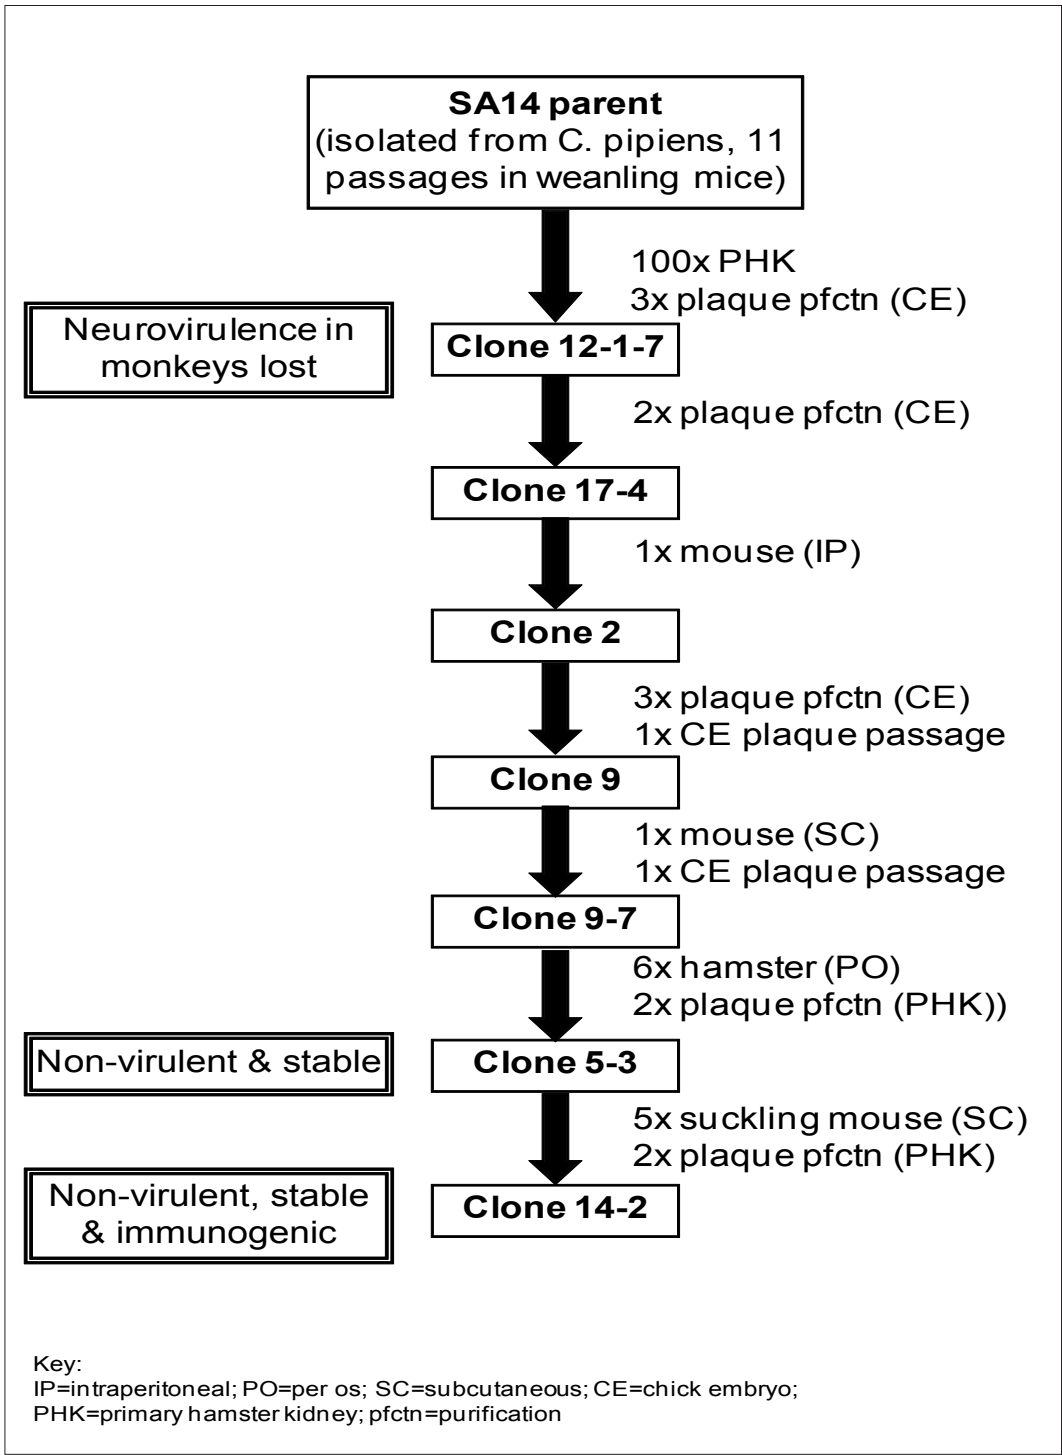 SA14 parent
(isolated from C. pipiens, 11
passages in weanling mice)
100x PHK
3x plaque pfctn (CE)
Neurovirulence in
monkeys lost
Clone 12-1-7
2x plaque pfctn (CE)
Clone 17-4
1x mouse (IP)
Clone 2
3x plaque pfctn (CE)
1x CE plaque passage
Clone 9
1x mouse (SC)
1x CE plaque passage
Clone 9-7
6x hamster (PO)
2x plaque pfctn (PHK))
Non-virulent & stable
Clone 5-3
5x suckling mouse (SC)
2x plaque pfctn (PHK)
Non-virulent, stable
& immunogenic
Clone 14-2
Key:
IP=intraperitoneal; PO=per os; SC=subcutaneous; CE=chick embryo;
PHK=primary hamster kidney; pfctn=purification